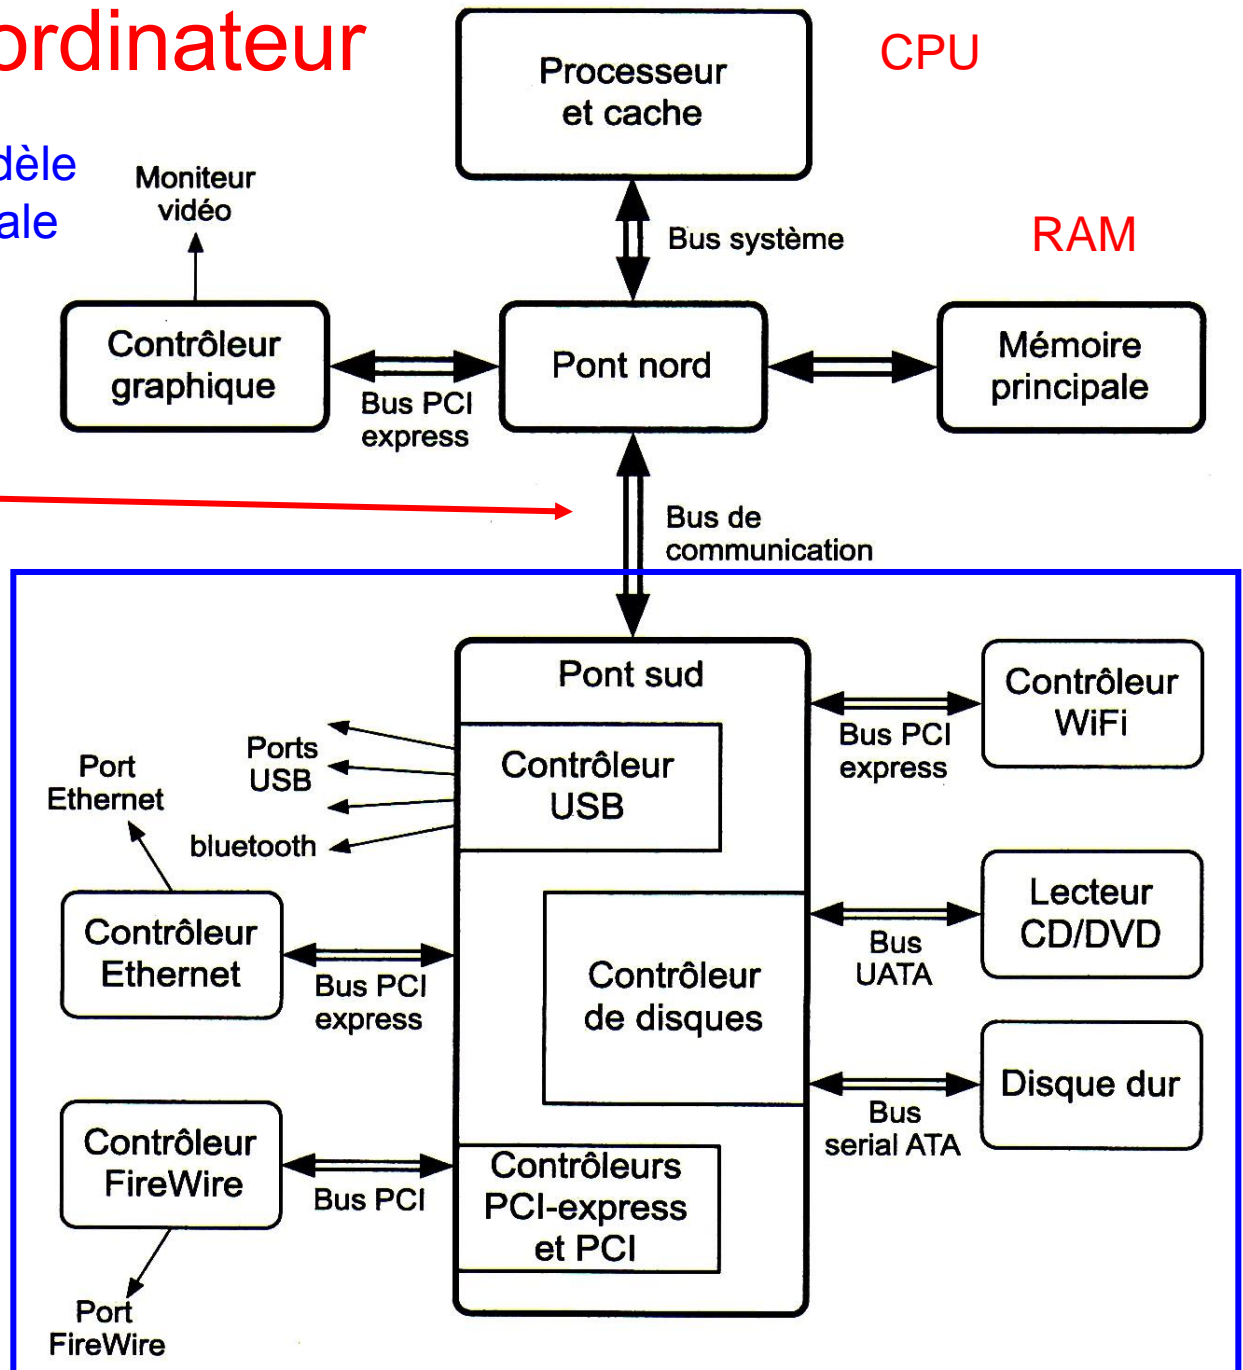 ordinateur
CPU
Processeur
et cache
dèle
ale
Moniteur
vidéo
Bus système
RAM
Contrôleur
graphique
Bus PCI
express
Pont nord
Mémoire
principale
Bus de
communication
Pont sud
Contrôleur
WiFi
Bus PCI
express
Ports
USB
Contrôleur
USB
bluetooth
Port
Ethernet
Contrôleur
Ethernet
Bus PCI
express
Contrôleur
de disques
Lecteur
CD/DVD
Bus
UATA
Disque dur
Bus
serial ATA
Contrôleur
FireWire
Bus PCI
Contrôleurs
PCI-express
et PCI
Port
FireWire